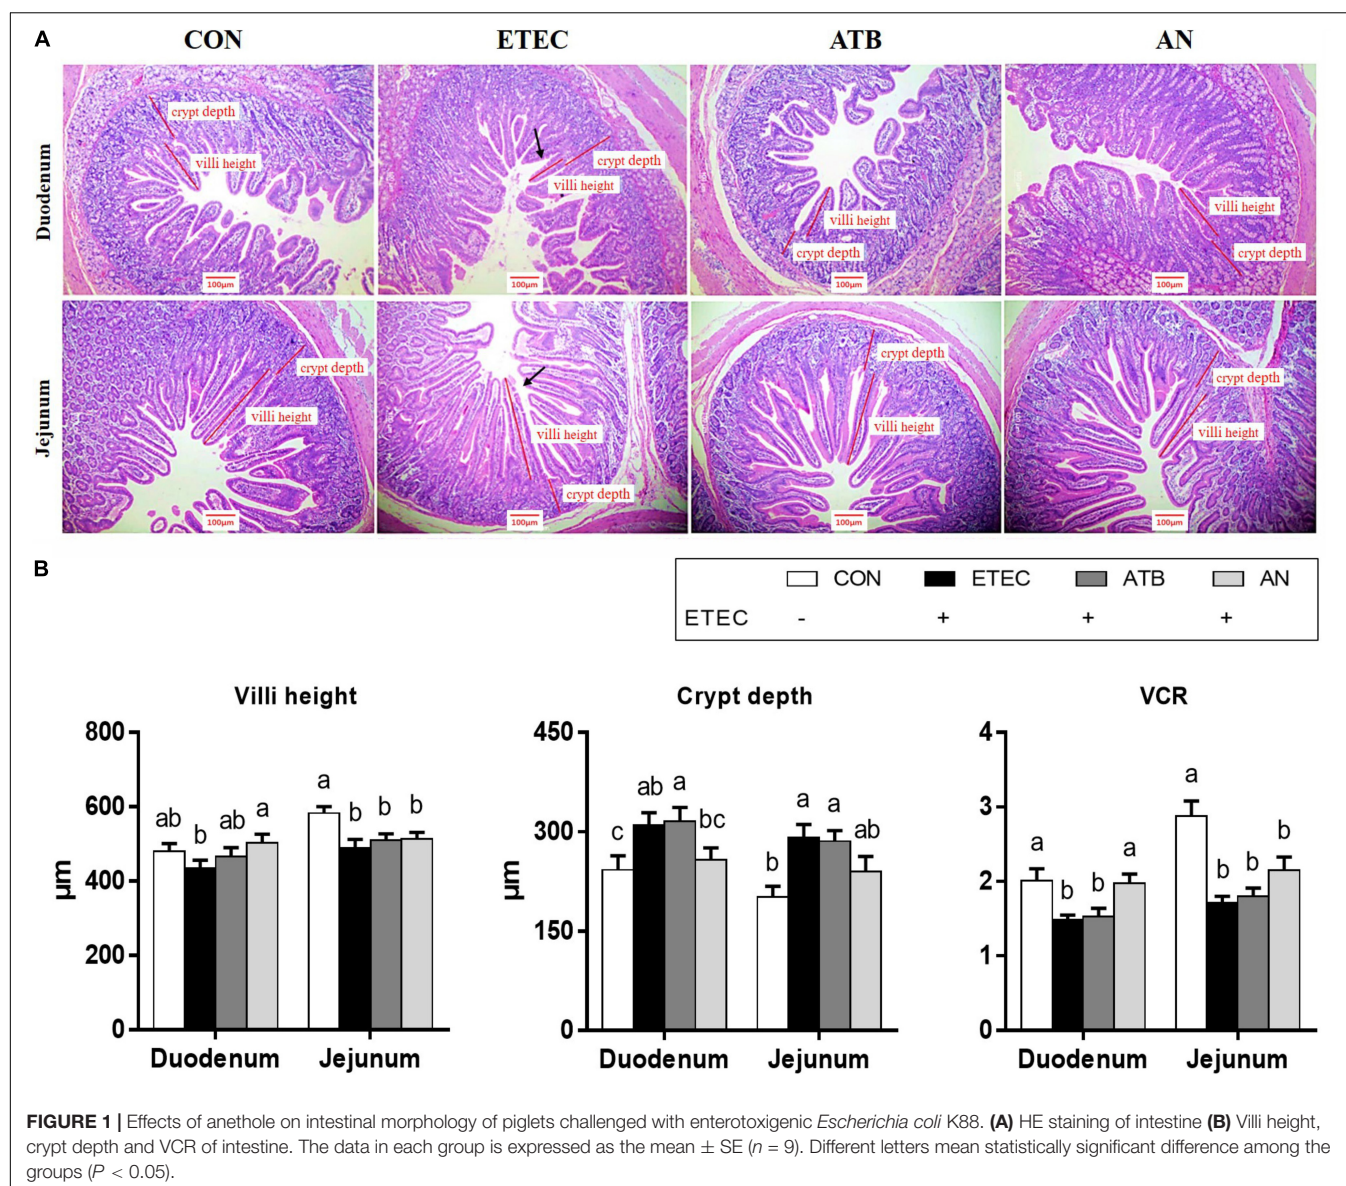 A
CON ETEC ATB AN
Duodenum
crypt depth
villi height
100μm
crypt depth
villi height
100μm
villi height
crypt depth
100μm
villi height
crypt depth
100μm
Jejunum
crypt depth
villi height
100μm
villi height
crypt depth
100μm
crypt depth
villi height
100μm
crypt depth
villi height
100μm
B
CON ETEC ATB AN
ETEC - + + +
Villi height
μm
800
600
400
200
0
ab b ab a
a b b b
Duodenum Jejunum
Crypt depth
μm
450
300
150
0
c ab a bc
b a a ab
Duodenum Jejunum
VCR
4
3
2
1
0
a b b a
a b b b
Duodenum Jejunum
FIGURE 1 | Effects of anethole on intestinal morphology of piglets challenged with enterotoxigenic Escherichia coli K88. (A) HE staining of intestine (B) Villi height,
crypt depth and VCR of intestine. The data in each group is expressed as the mean ± SE (n = 9). Different letters mean statistically significant difference among the
groups (P < 0.05).